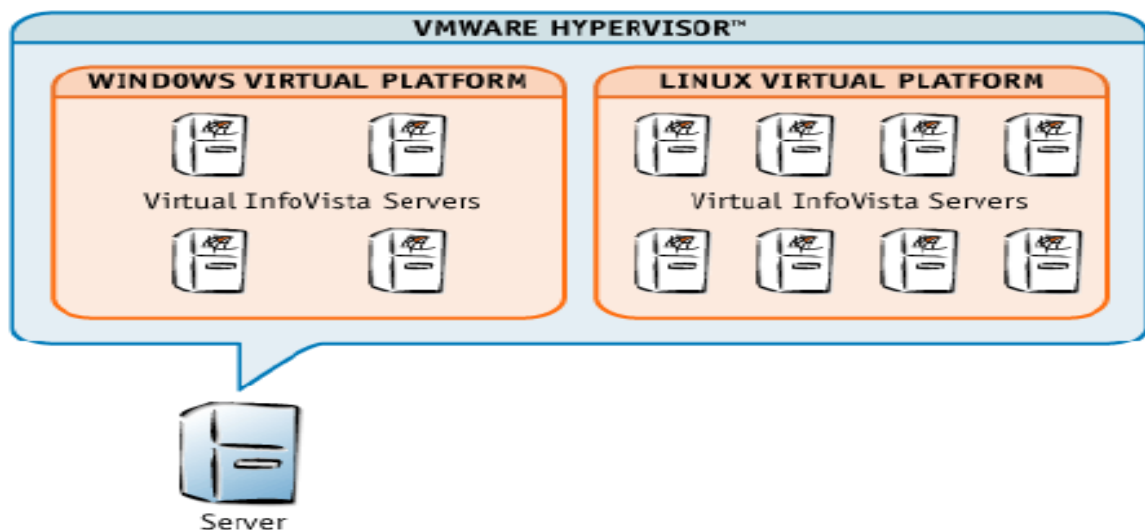 VMWARE HYPERVISOR™
WINDOWS VIRTUAL PLATFORM
LINUX VIRTUAL PLATFORM
Virtual InfoVista Servers
Virtual InfoVista Servers
Server